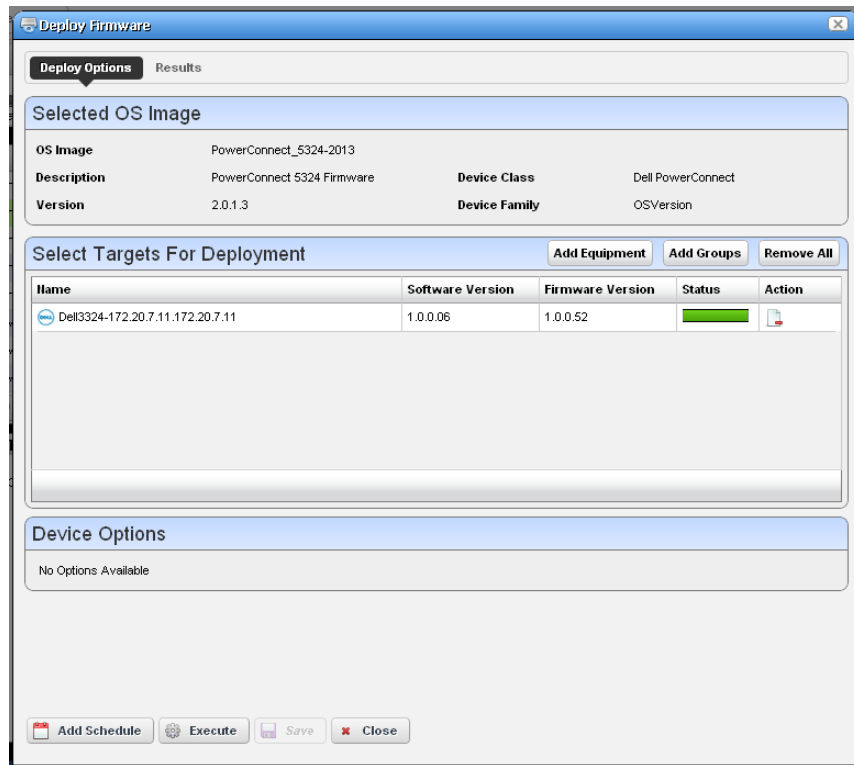 Deploy Firmware
Deploy Options Results
Selected OS Image
OS Image PowerConnect_5324-2013
Description PowerConnect 5324 Firmware Device Class Dell PowerConnect
Version 2.0.1.3 Device Family OSVersion
Select Targets For Deployment Add Equipment Add Groups Remove All
Name Software Version Firmware Version Status Action
Dell3324-172.20.7.11.172.20.7.11 1.0.0.06 1.0.0.52
Device Options
No Options Available
Add Schedule Execute Save Close